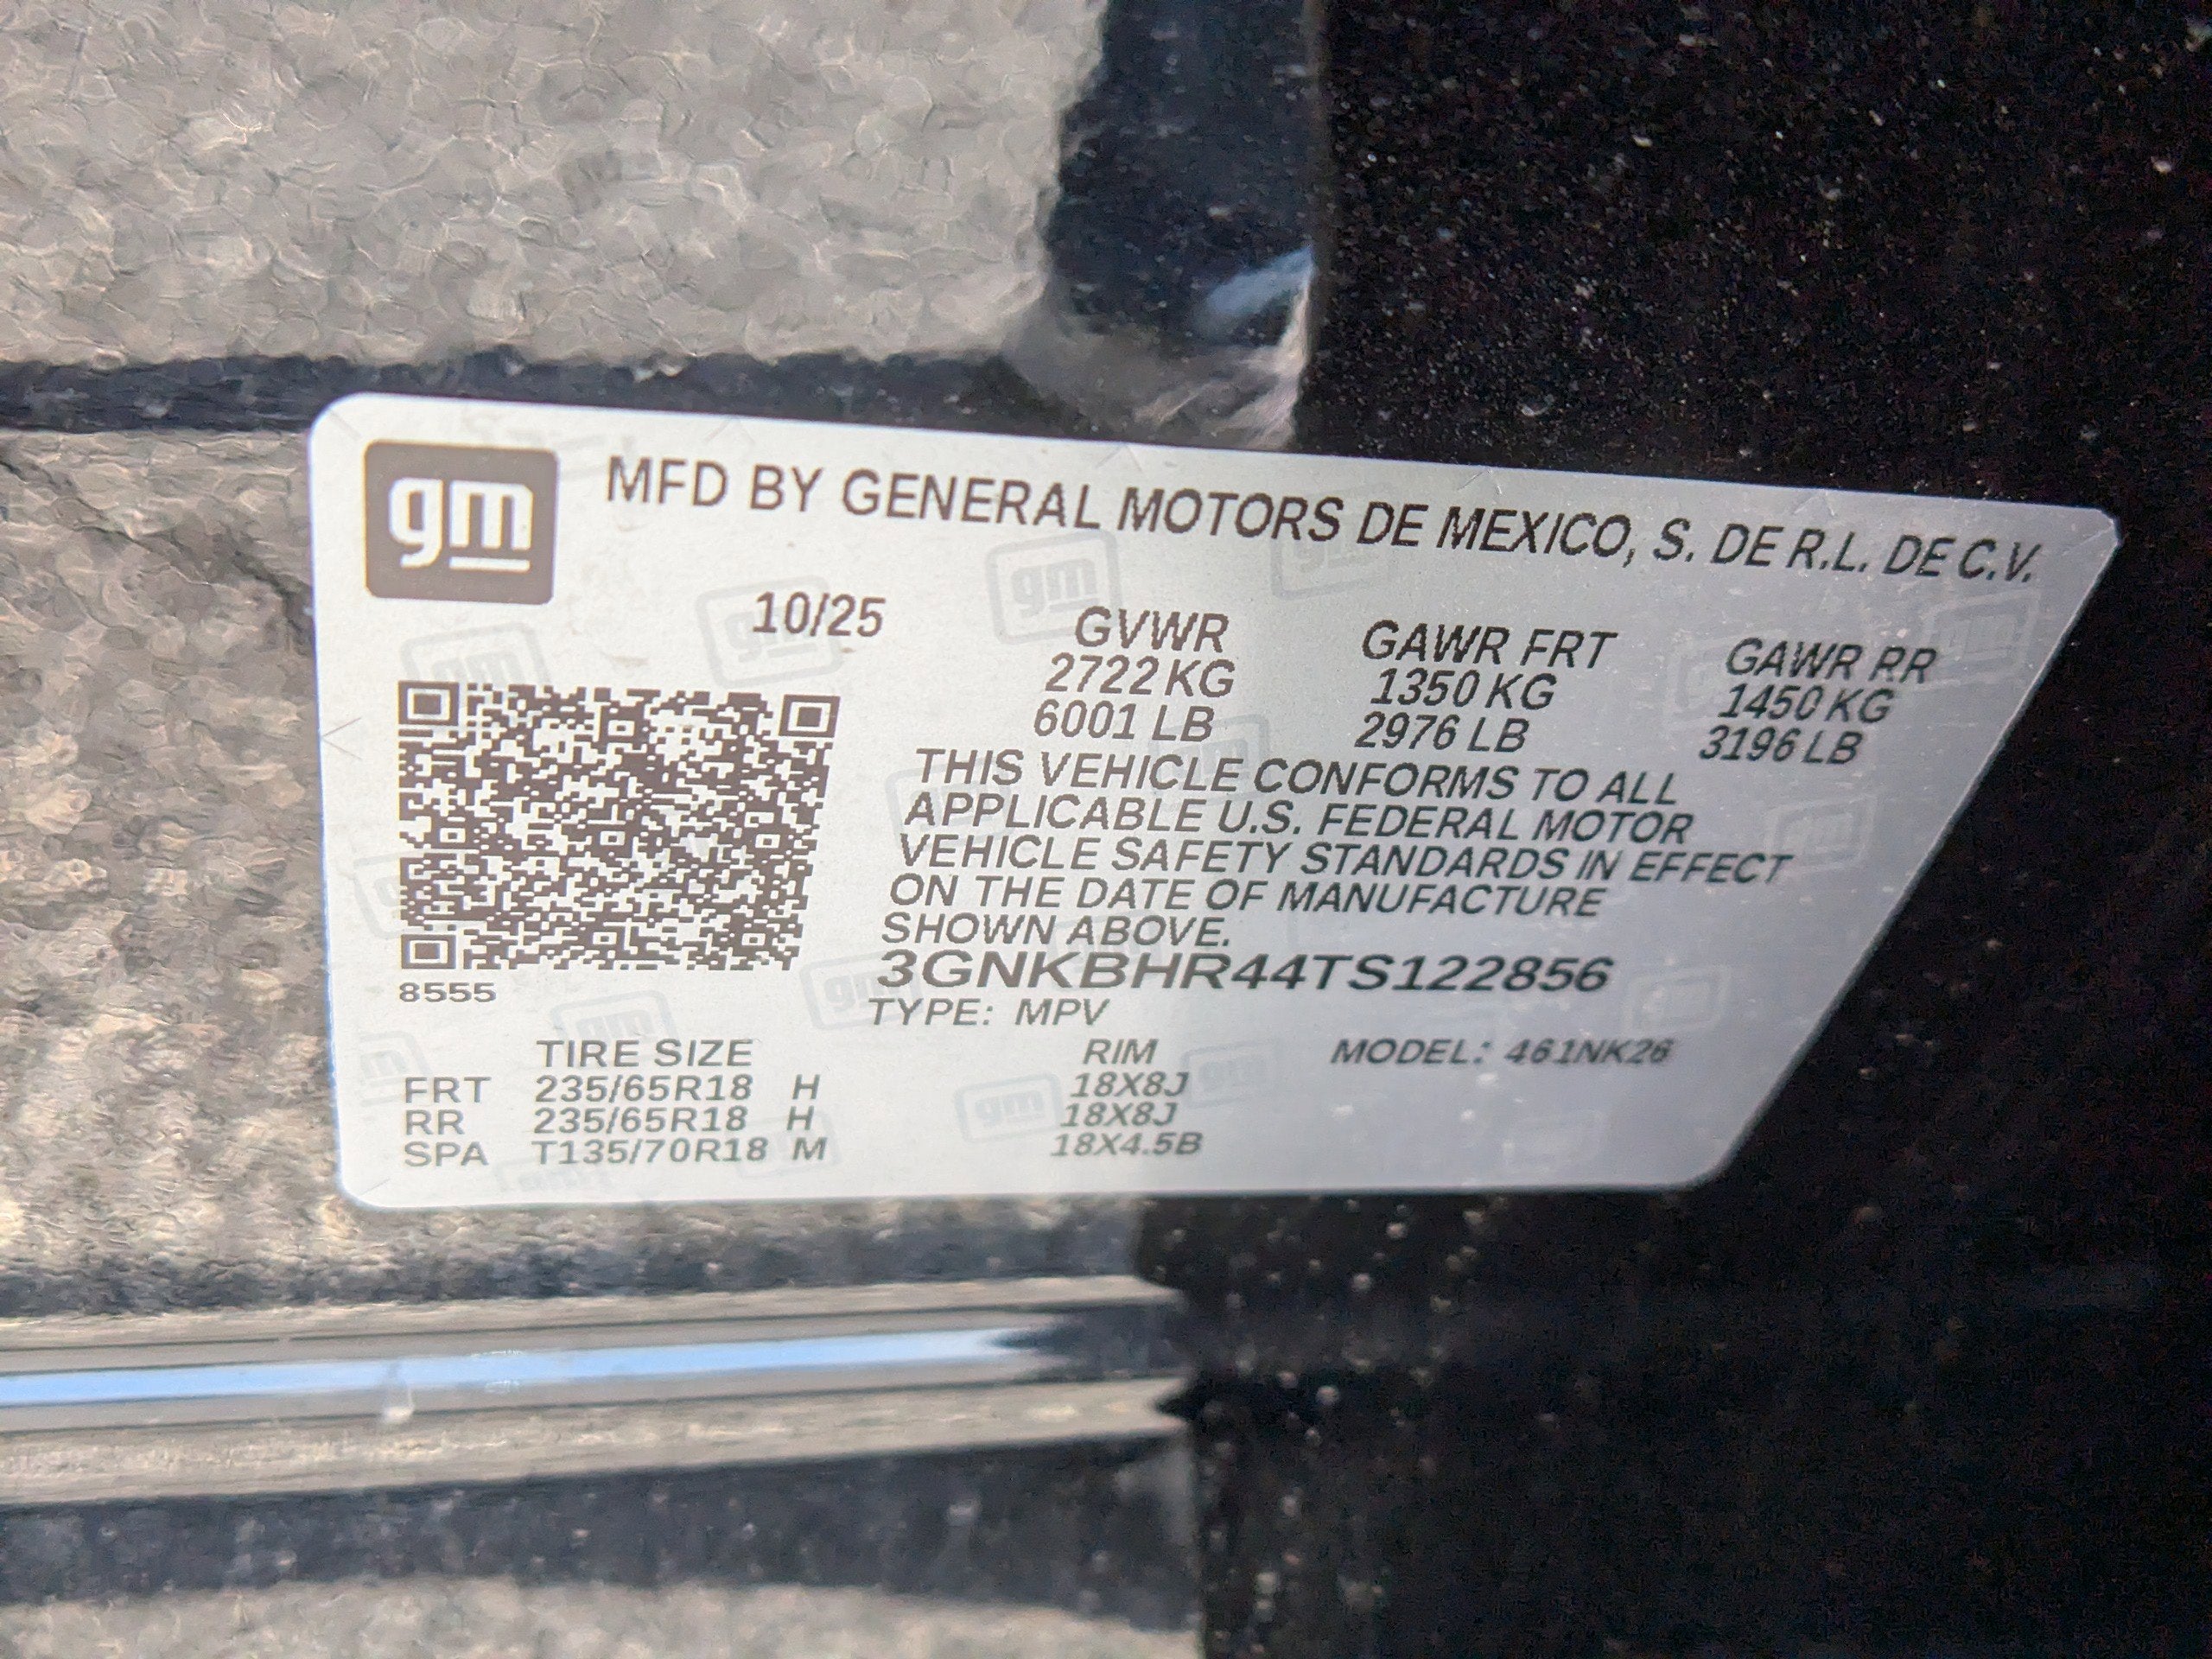 gm MFD BY GENERAL MOTORS DE MEXICO, S. DE R.L. DE C.V.
10/25
GVWR GAWR FRT GAWR RR
2722 KG 1350 KG 1450 KG
6001 LB 2976 LB 3196 LB
THIS VEHICLE CONFORMS TO ALL
APPLICABLE U.S. FEDERAL MOTOR
VEHICLE SAFETY STANDARDS IN EFFECT
ON THE DATE OF MANUFACTURE
SHOWN ABOVE.
3GNKBHR44TS122856
8555
TYPE: MPV
TIRE SIZE RIM MODEL: 461NK26
FRT 235/65R18 H 18X8J
RR 235/65R18 H 18X8J
SPA T135/70R18 M 18X4.5B